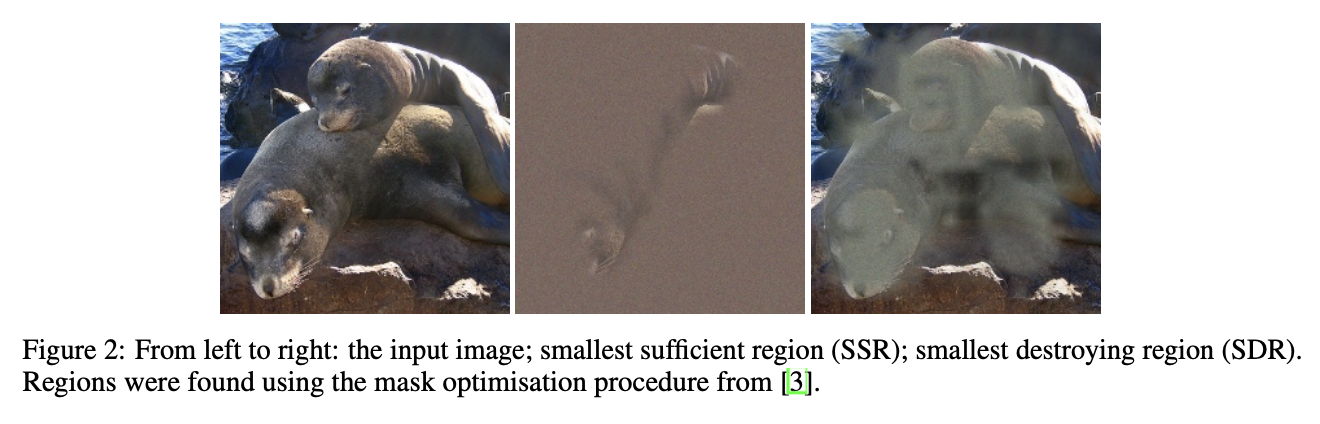 Figure 2: From left to right: the input image; smallest sufficient region (SSR); smallest destroying region (SDR).
Regions were found using the mask optimisation procedure from [3].